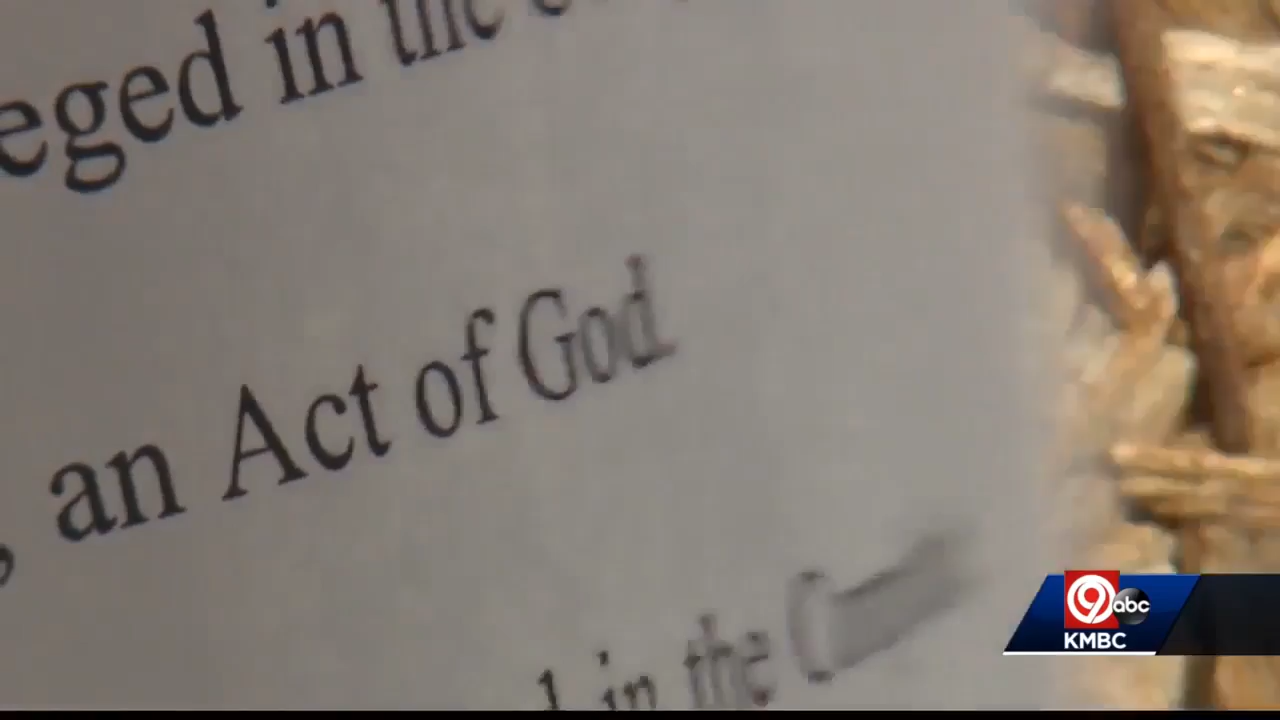 eged in the
, an Act of God
in the
9 abc
KMBC